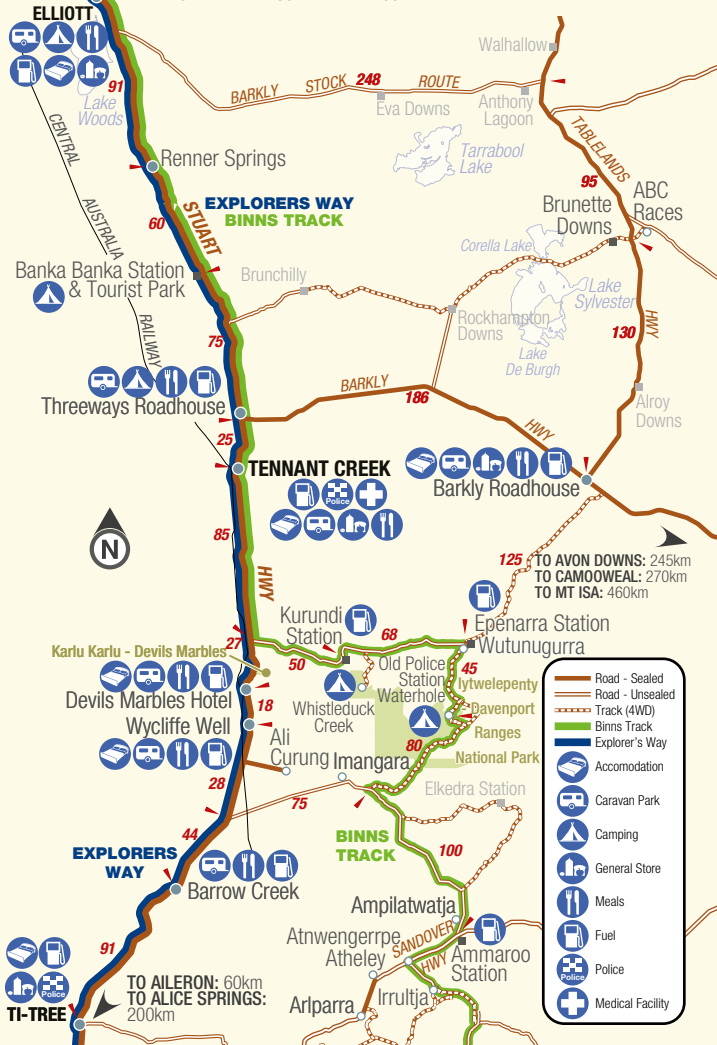 ELLIOTT
Walhallow
91
BARKLY STOCK 248 ROUTE
Lake
Woods
Eva Downs
Anthony
Lagoon
CENTRAL
AUSTRALIA
RAILWAY
TABLELANDS
Tarrabool
Lake
Renner Springs
95
ABC
Races
Brunette
Downs
EXPLORERS WAY
BINNS TRACK
60
STUART
Corella Lake
Banka Banka Station
& Tourist Park
Brunchilly
Lake
Sylvester
Rockhampton
Downs
HWY
130
75
Lake
De Burgh
BARKLY
186
Threeways Roadhouse
Alroy
Downs
25
HWY
TENNANT CREEK
Barkly Roadhouse
Police
85
N
125
TO AVON DOWNS: 245km
TO CAMOOWEAL: 270km
TO MT ISA: 460km
HWY
Kurundi
Station
68
Epenarra Station
Wutunugurra
27
Karlu Karlu - Devils Marbles
50
Old Police
Station
Waterhole
45
Iytwelepenty
Davenport
Ranges
National Park
Devils Marbles Hotel
18
Whistleduck
Creek
Wycliffe Well
80
Ali
Curung
Imangara
28
75
Elkedra Station
44
EXPLORERS
WAY
BINNS
TRACK
100
Barrow Creek
Ampilatwatja
91
Atnwengerrpe
Atheley
SANDOVER
HWY
Ammaroo
Station
Police
TO AILERON: 60km
TO ALICE SPRINGS:
200km
Arlparra
Irrultja
TI-TREE
Road - Sealed
Road - Unsealed
Track (4WD)
Binns Track
Explorer's Way
Accomodation
Caravan Park
Camping
General Store
Meals
Fuel
Police
Police
Medical Facility